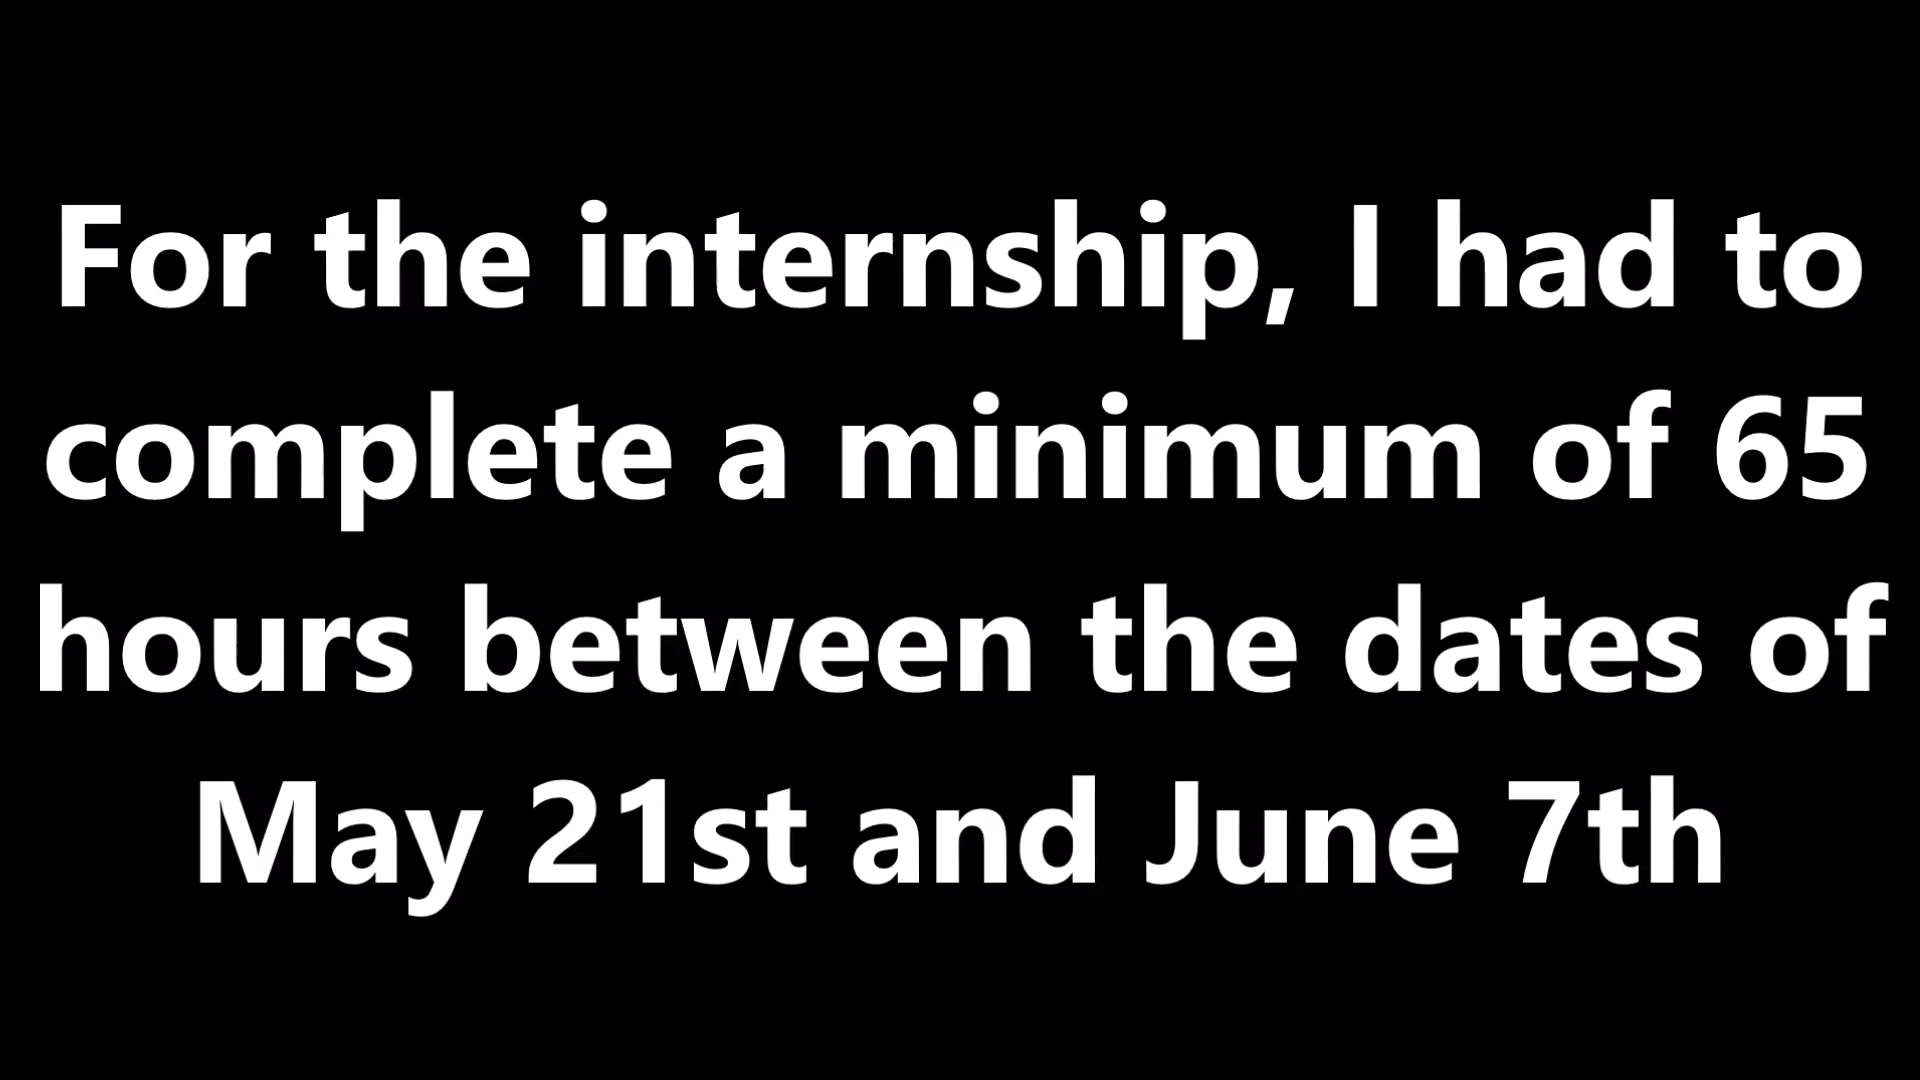 For the internship, I had to
complete a minimum of 65
hours between the dates of
May 21st and June 7th